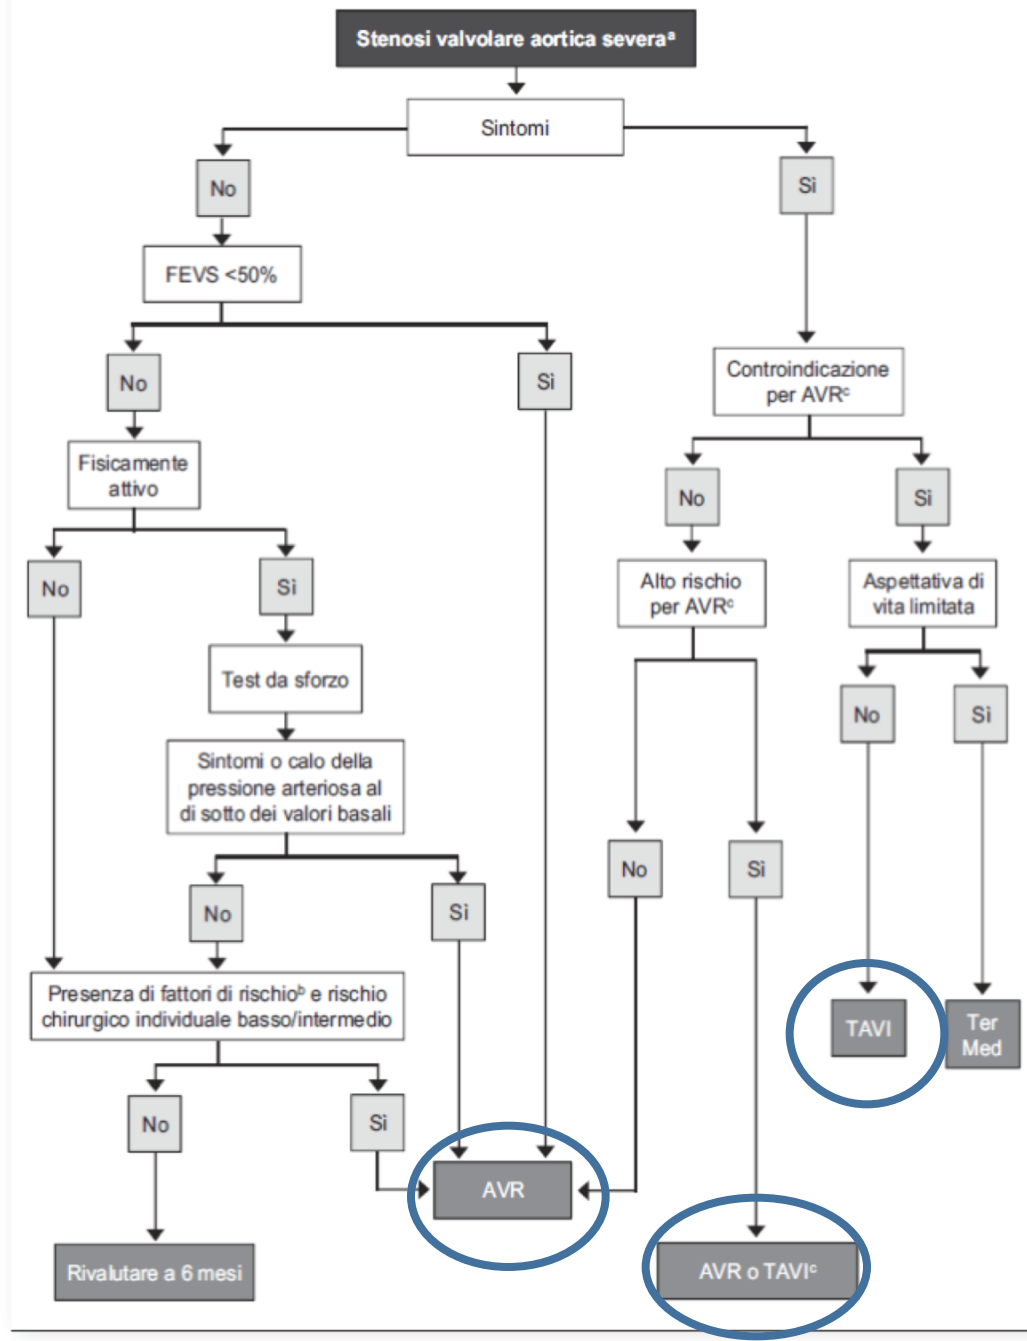 Stenosi valvolare aortica severaᵃ
Sintomi
No
Sì
FEVS <50%
No
Sì
Controindicazione
per AVRᶜ
Fisicamente
attivo
No
Sì
No
Sì
Alto rischio
per AVRᶜ
Aspettativa di
vita limitata
Test da sforzo
No
Sì
Sintomi o calo della
pressione arteriosa al
di sotto dei valori basali
No
Sì
No
Sì
Presenza di fattori di rischioᵇ e rischio
chirurgico individuale basso/intermedio
TAVI
Ter
Med
No
Sì
AVR
Rivalutare a 6 mesi
AVR o TAVIᶜ